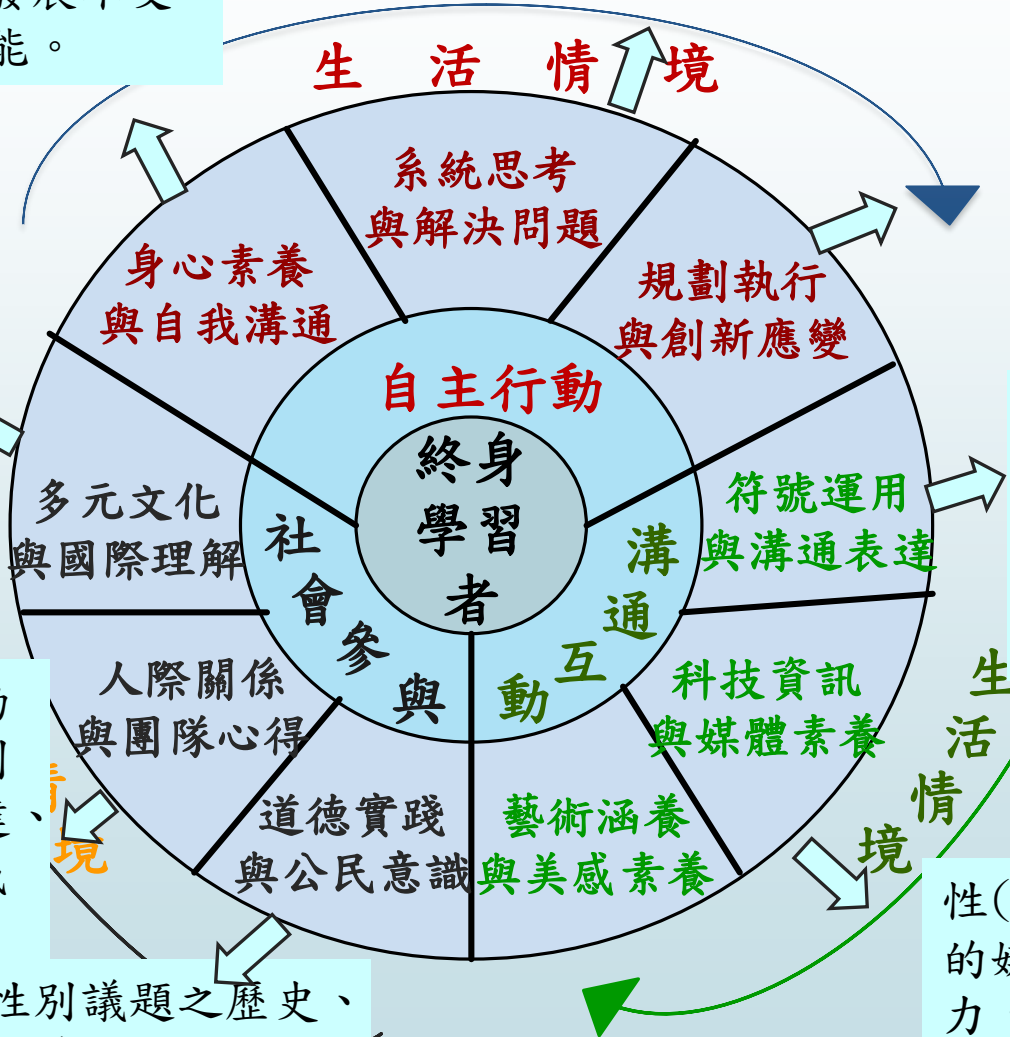 發展不受
能。
生活情境
系統思考
與解決問題
身心素養
與自我溝通
規劃執行
與創新應變
自主行動
終身
學習
者
多元文化
與國際理解
社會參與
溝通互動
符號運用
與溝通表達
人際關係
與團隊心得
科技資訊
與媒體素養
道德實踐
與公民意識
藝術涵養
與美感素養
情境
生活情境
性(
的
力
性別議題之歷史、